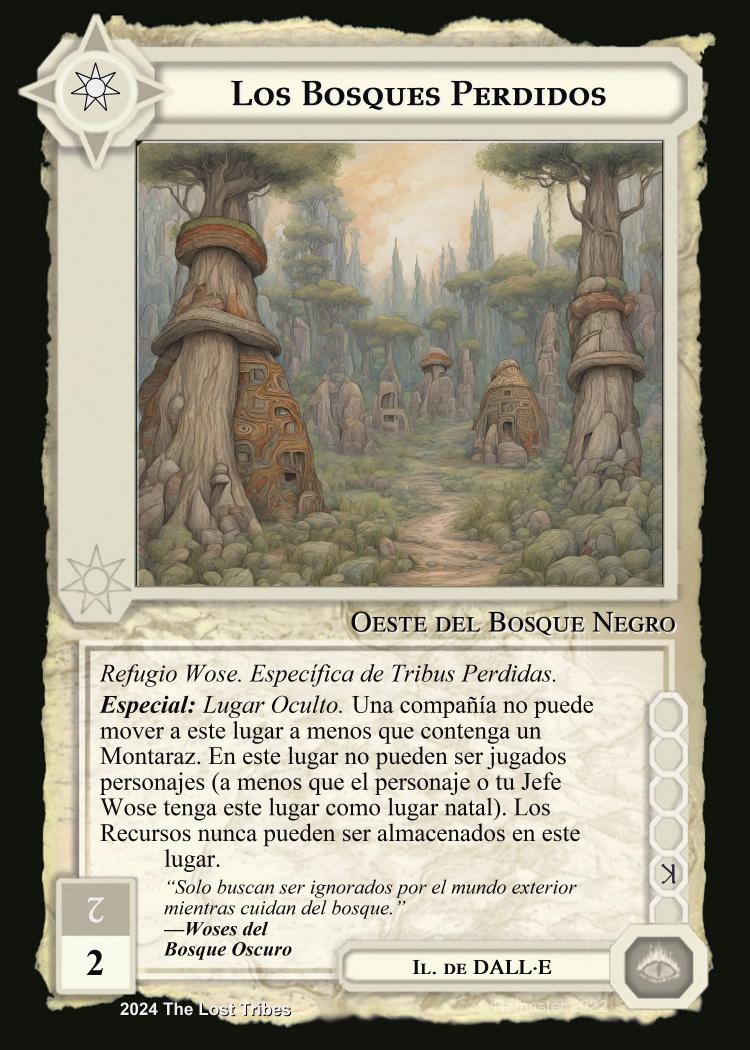 Los Bosques Perdidos
Oeste del Bosque Negro
Refugio Wose. Específica de Tribus Perdidas.
Especial: Lugar Oculto. Una compañía no puede
mover a este lugar a menos que contenga un
Montaraz. En este lugar no pueden ser jugados
personajes (a menos que el personaje o tu Jefe
Wose tenga este lugar como lugar natal). Los
Recursos nunca pueden ser almacenados en este
lugar.
“Solo buscan ser ignorados por el mundo exterior
mientras cuidan del bosque.”
—Woses del
Bosque Oscuro
2
2
Il. de DALL·E
2024 The Lost Tribes
Remaster 2022